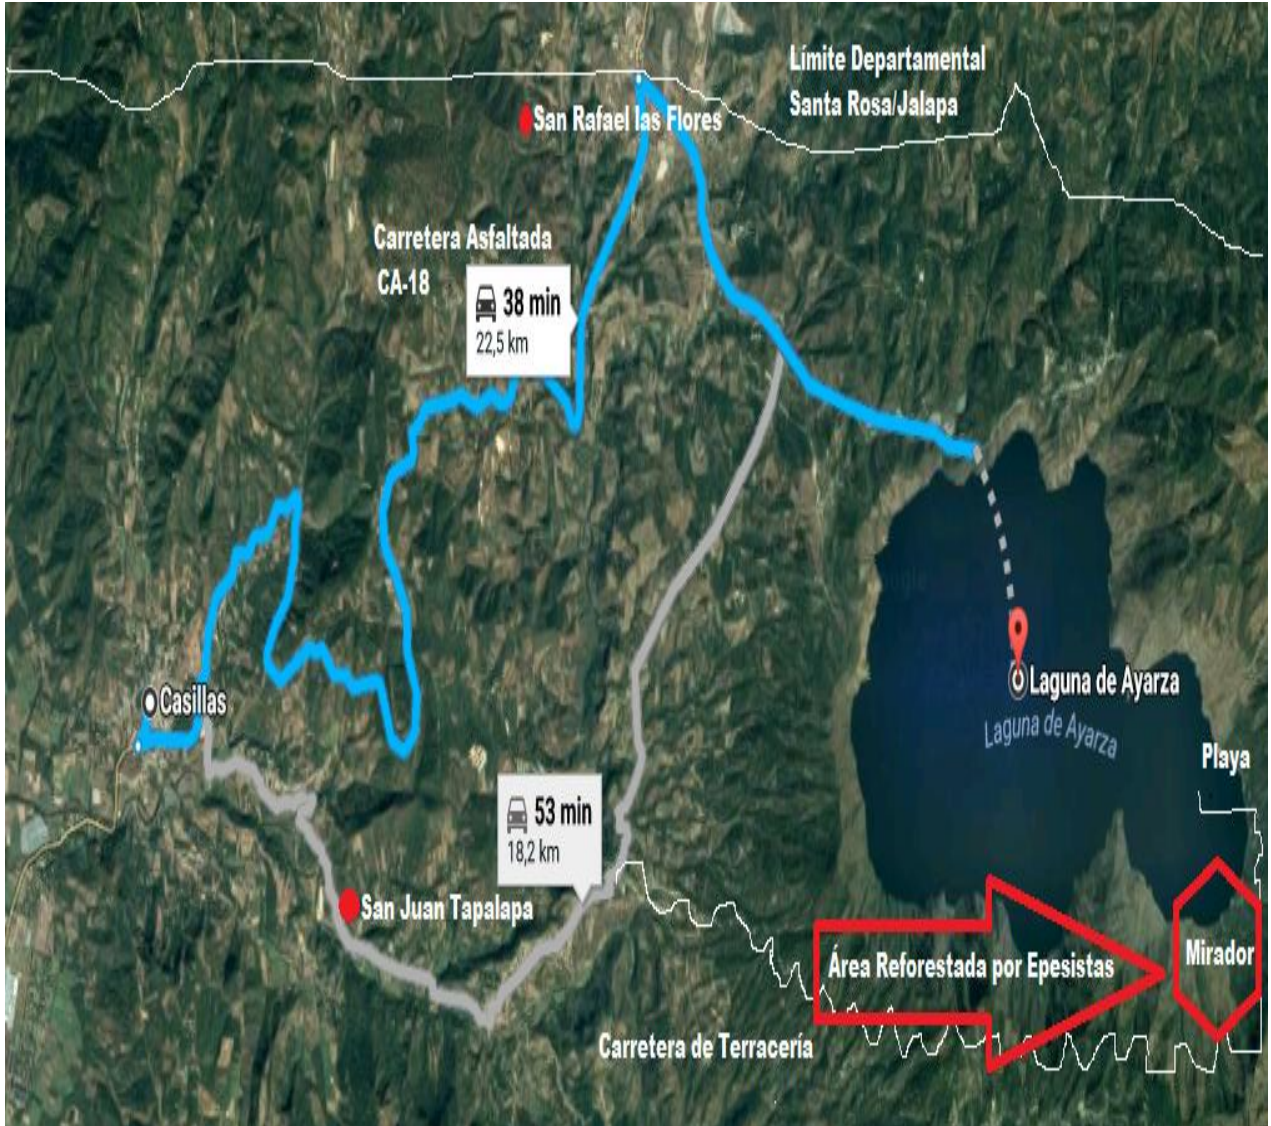 Límite Departamental
Santa Rosa/Jalapa
San Rafael las Flores
Carretera Asfaltada
CA-18
38 min
22,5 km
Casillas
Laguna de Ayarza
Laguna de Ayarza
Playa
53 min
18,2 km
San Juan Tapalapa
Área Reforestada por Epesistas
Mirador
Carretera de Terracería